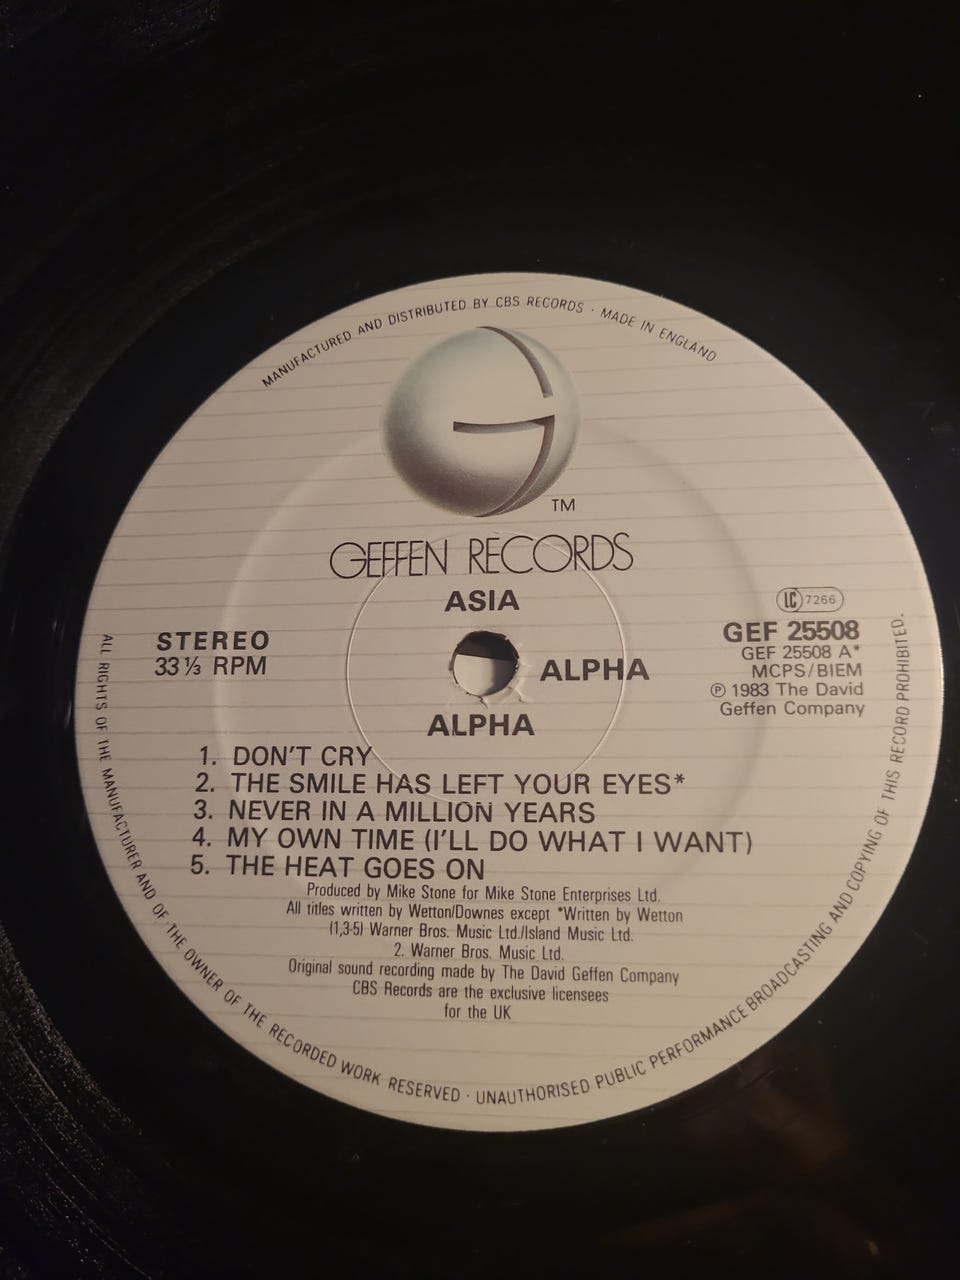 MANUFACTURED AND DISTRIBUTED BY CBS RECORDS · MADE IN ENGLAND
TM
GEFFEN RECORDS
ASIA
STEREO
33⅓ RPM
ALPHA
LC 7266
GEF 25508
GEF 25508 A*
MCPS/BIEM
℗ 1983 The David
Geffen Company
ALPHA
1. DON'T CRY
2. THE SMILE HAS LEFT YOUR EYES*
3. NEVER IN A MILLION YEARS
4. MY OWN TIME (I'LL DO WHAT I WANT)
5. THE HEAT GOES ON
Produced by Mike Stone for Mike Stone Enterprises Ltd.
All titles written by Wetton/Downes except *Written by Wetton
(1,3-5) Warner Bros. Music Ltd./Island Music Ltd.
2. Warner Bros. Music Ltd.
Original sound recording made by The David Geffen Company
CBS Records are the exclusive licensees
for the UK
ALL RIGHTS OF THE MANUFACTURER AND OF THE OWNER OF THE RECORDED WORK RESERVED · UNAUTHORISED PUBLIC PERFORMANCE BROADCASTING AND COPYING OF THIS RECORD PROHIBITED.